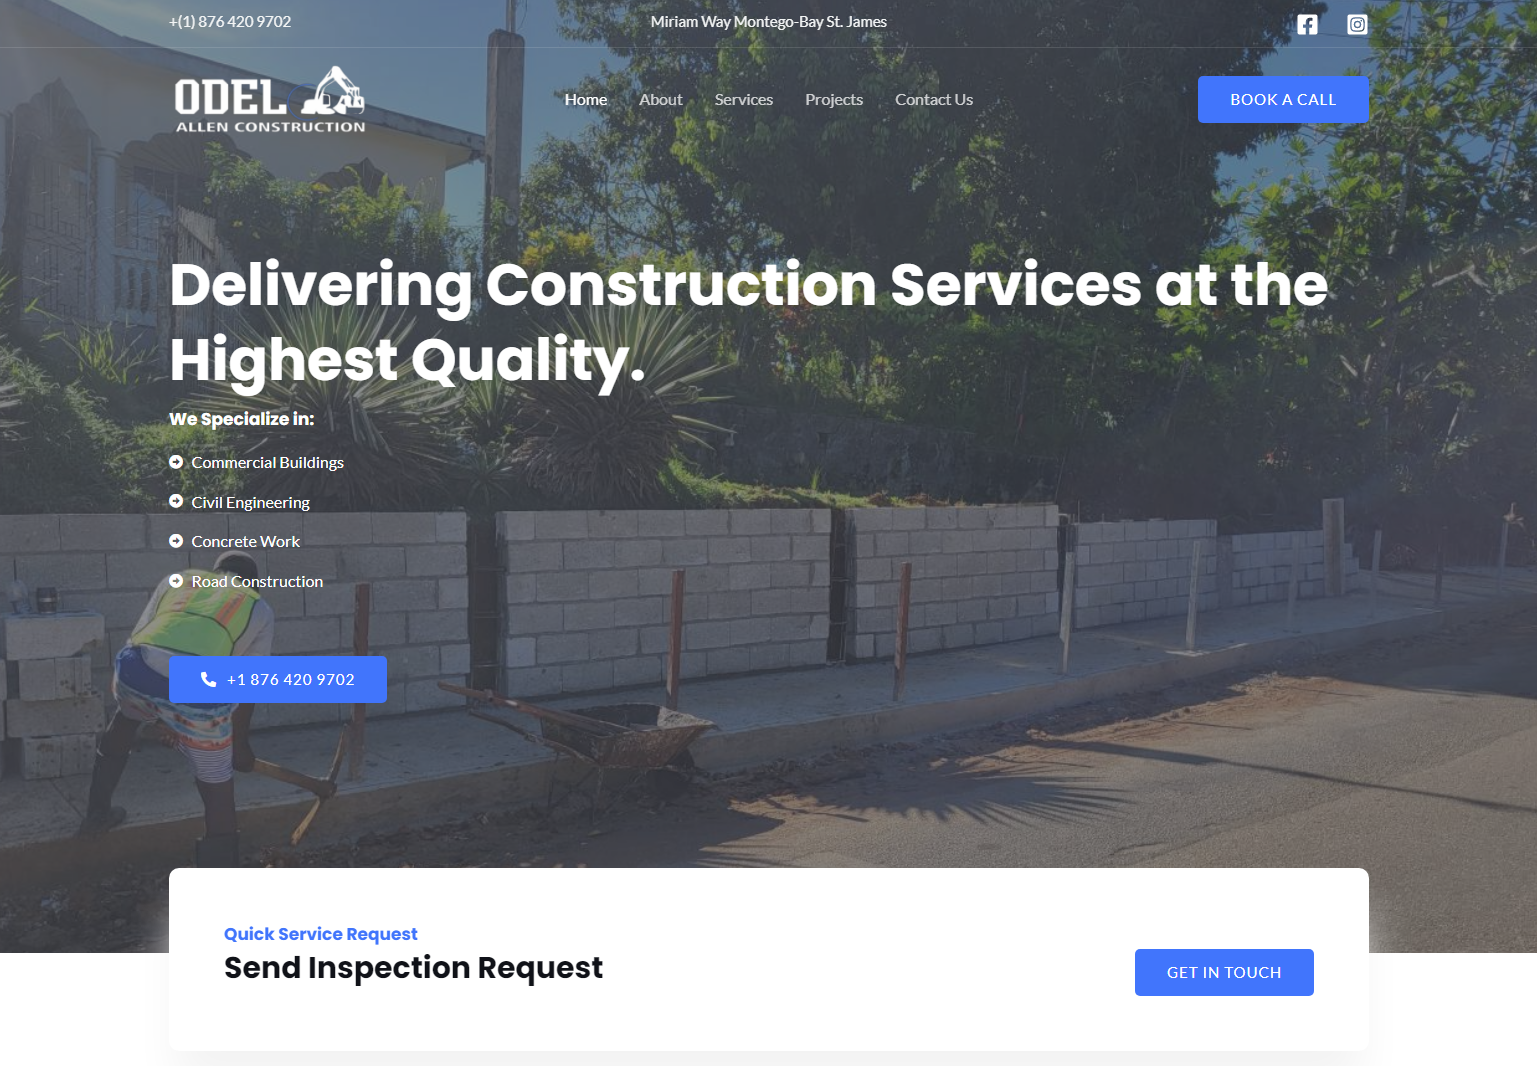 +(1) 876 420 9702
Miriam Way Montego-Bay St. James
ODEL
ALLEN CONSTRUCTION
Home
About
Services
Projects
Contact Us
BOOK A CALL
Delivering Construction Services at the
Highest Quality.
We Specialize in:
Commercial Buildings
Civil Engineering
Concrete Work
Road Construction
+1 876 420 9702
Quick Service Request
Send Inspection Request
GET IN TOUCH